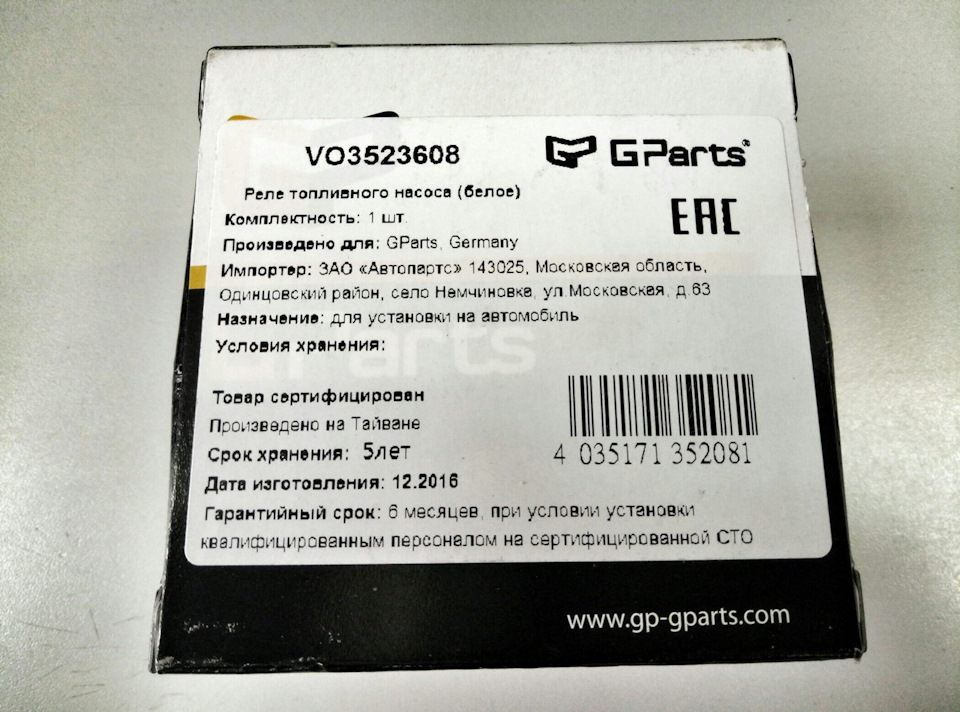 VO3523608
GP GParts®
Реле топливного насоса (белое)
Комплектность: 1 шт.
EAC
Произведено для: GParts, Germany
Импортер: ЗАО «Автопартс» 143025, Московская область,
Одинцовский район, село Немчиновка, ул.Московская, д.63
Назначение: для установки на автомобиль
Условия хранения:
GParts
Товар сертифицирован
Произведено на Тайване
Срок хранения: 5лет
4 035171 352081
Дата изготовления: 12.2016
Гарантийный срок: 6 месяцев, при условии установки
квалифицированным персоналом на сертифицированной СТО
www.gp-gparts.com